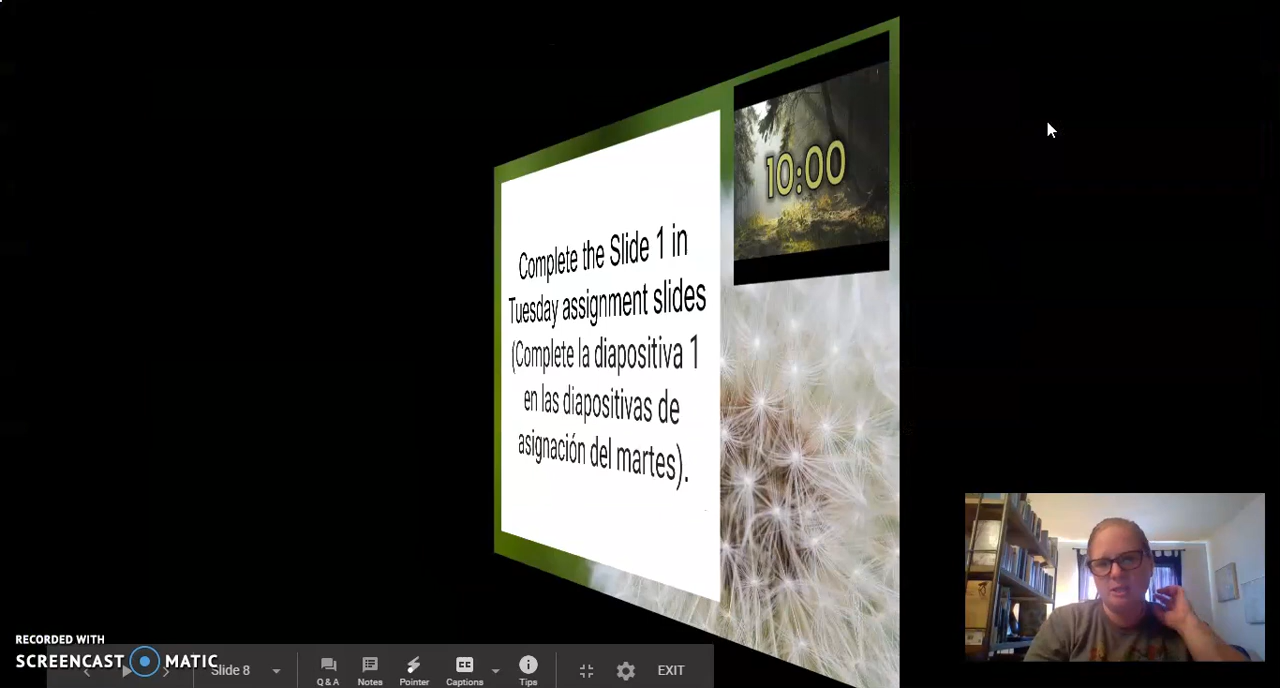 10:00
Complete the Slide 1 in
Tuesday assignment slides
(Complete la diapositiva 1
en las diapositivas de
asignación del martes).
RECORDED WITH
SCREENCAST MATIC
Slide 8
Q & A
Notes
Pointer
CC
Captions
Tips
EXIT